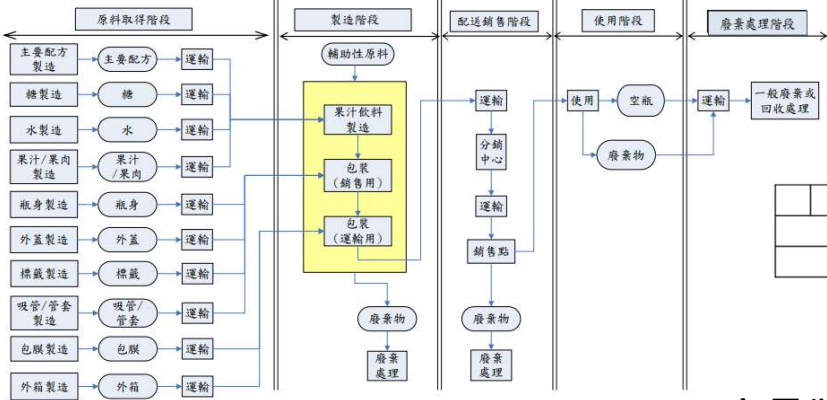 原料取得階段
製造階段
配送銷售階段
使用階段
廢棄處理階段
主要配方
製造
主要配方
運輸
糖製造
糖
運輸
水製造
水
運輸
果汁/果肉
製造
果汁
/果肉
運輸
瓶身製造
瓶身
運輸
外蓋製造
外蓋
運輸
標籤製造
標籤
運輸
吸管/管套
製造
吸管/
管套
運輸
包膜製造
包膜
運輸
外箱製造
外箱
運輸
輔助性原料
果汁飲料
製造
包裝
(銷售用)
包裝
(運輸用)
廢棄物
廢棄
處理
運輸
分銷
中心
運輸
銷售點
廢棄物
廢棄
處理
使用
空瓶
廢棄物
運輸
一般廢棄或
回收處理